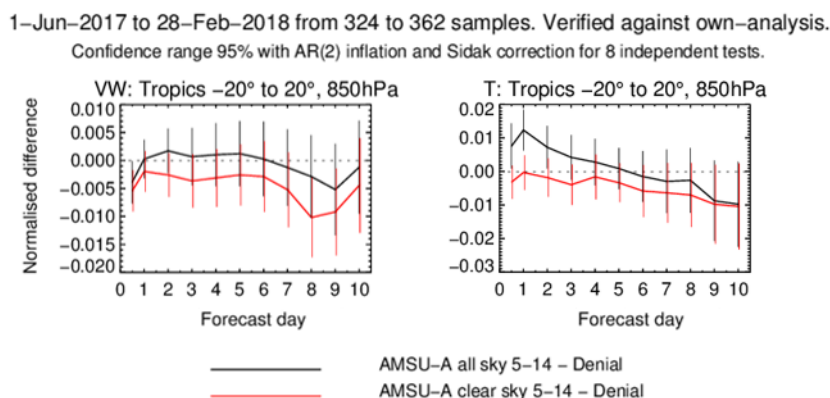 1−Jun−2017 to 28−Feb−2018 from 324 to 362 samples. Verified against own−analysis.
Confidence range 95% with AR(2) inflation and Sidak correction for 8 independent tests.
VW: Tropics −20° to 20°, 850hPa
Normalised difference
0.010
0.005
0.000
−0.005
−0.010
−0.015
−0.020
0 1 2 3 4 5 6 7 8 9 10
Forecast day
T: Tropics −20° to 20°, 850hPa
0.02
0.01
0.00
−0.01
−0.02
−0.03
0 1 2 3 4 5 6 7 8 9 10
Forecast day
AMSU−A all sky 5−14 − Denial
AMSU−A clear sky 5−14 − Denial